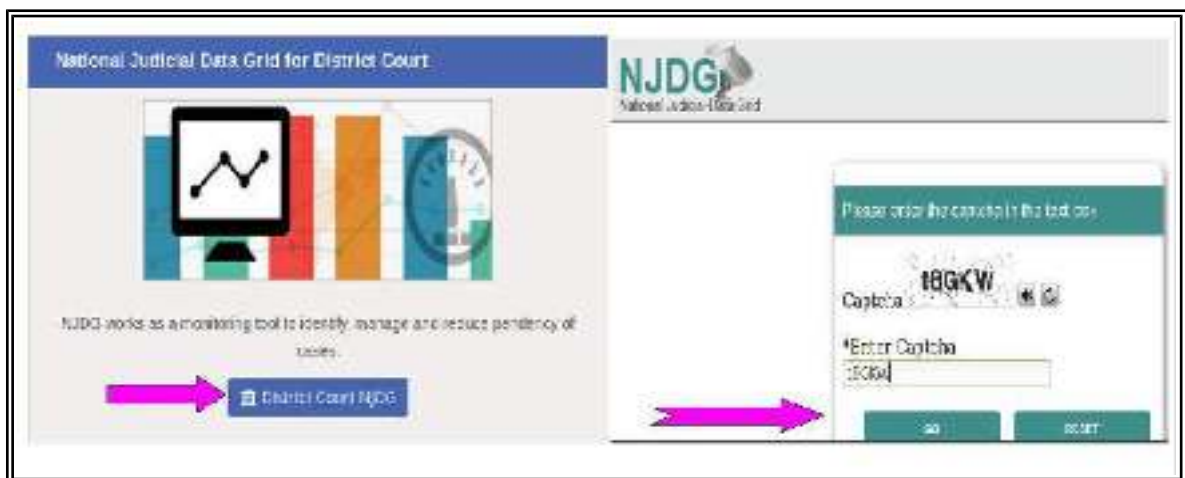 National Judicial Data Grid for District Court
NJDG works as a monitoring tool to identify, manage and reduce pendency of
cases.
District Court NJDG
NJDG
National Judicial Data Grid
Please enter the captcha in the text box
Captcha
*Enter Captcha
GO
RESET